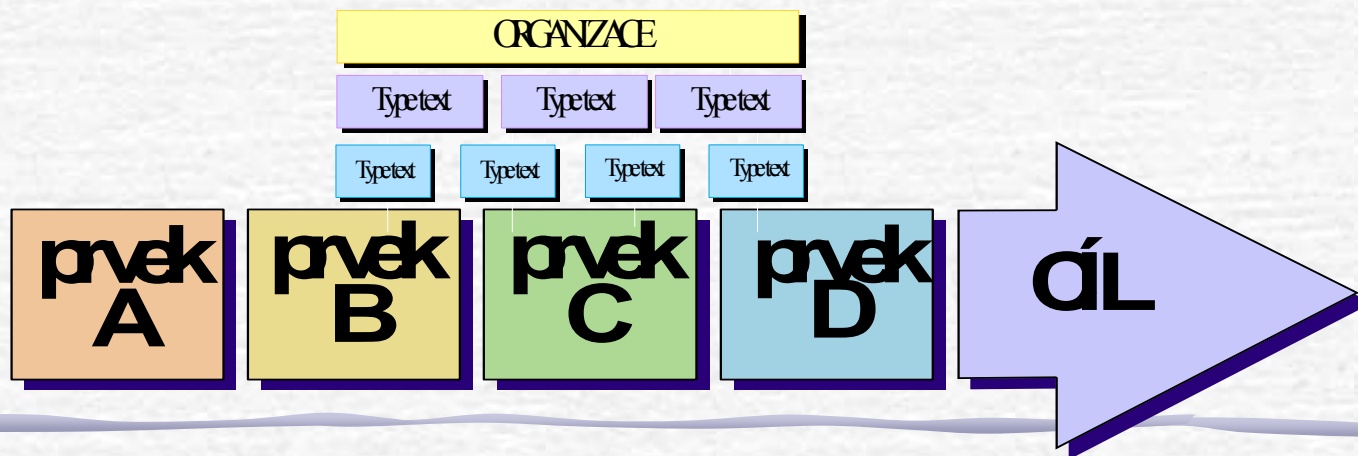 ORGANIZACE
Type text
Type text
Type text
Type text
Type text
Type text
Type text
prvek
A
prvek
B
prvek
C
prvek
D
CíL